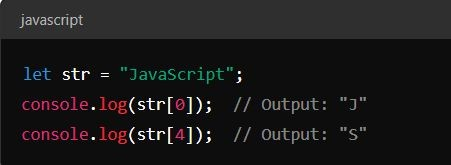 javascript
let str = "JavaScript";
console.log(str[0]);  // Output: "J"
console.log(str[4]);  // Output: "S"